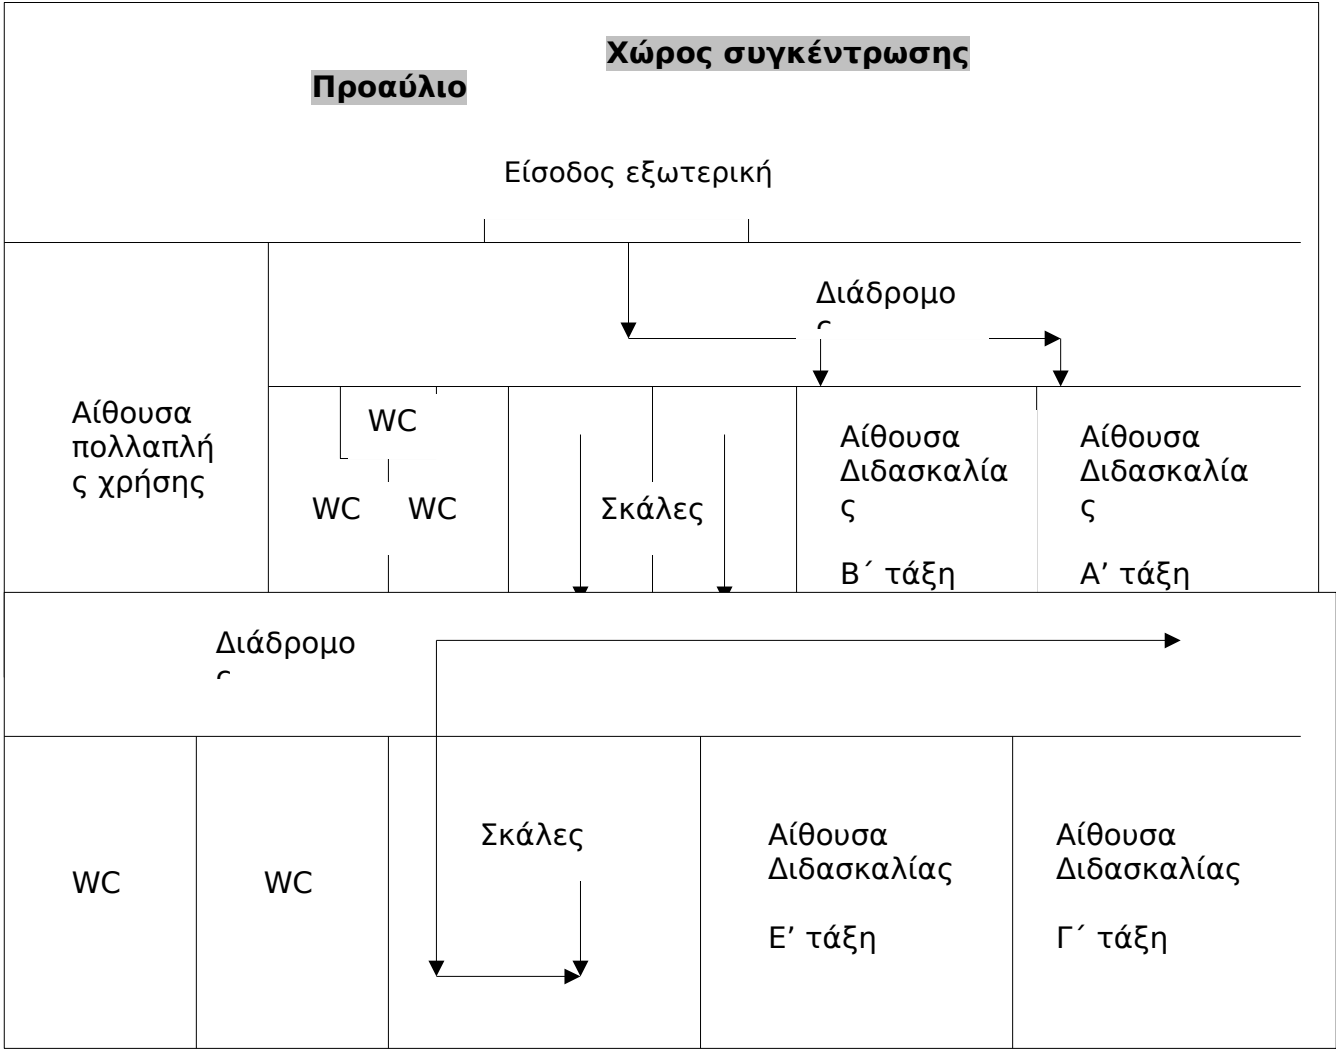 Χώρος συγκέντρωσης
Προαύλιο
Είσοδος εξωτερική
Διάδρομο
ς
Αίθουσα
πολλαπλή
ς χρήσης
WC
WC
WC
Σκάλες
Αίθουσα
Διδασκαλία
ς
Β΄ τάξη
Αίθουσα
Διδασκαλία
ς
Α’ τάξη
Διάδρομο
ς
WC
WC
Σκάλες
Αίθουσα
Διδασκαλίας
Ε’ τάξη
Αίθουσα
Διδασκαλίας
Γ΄ τάξη